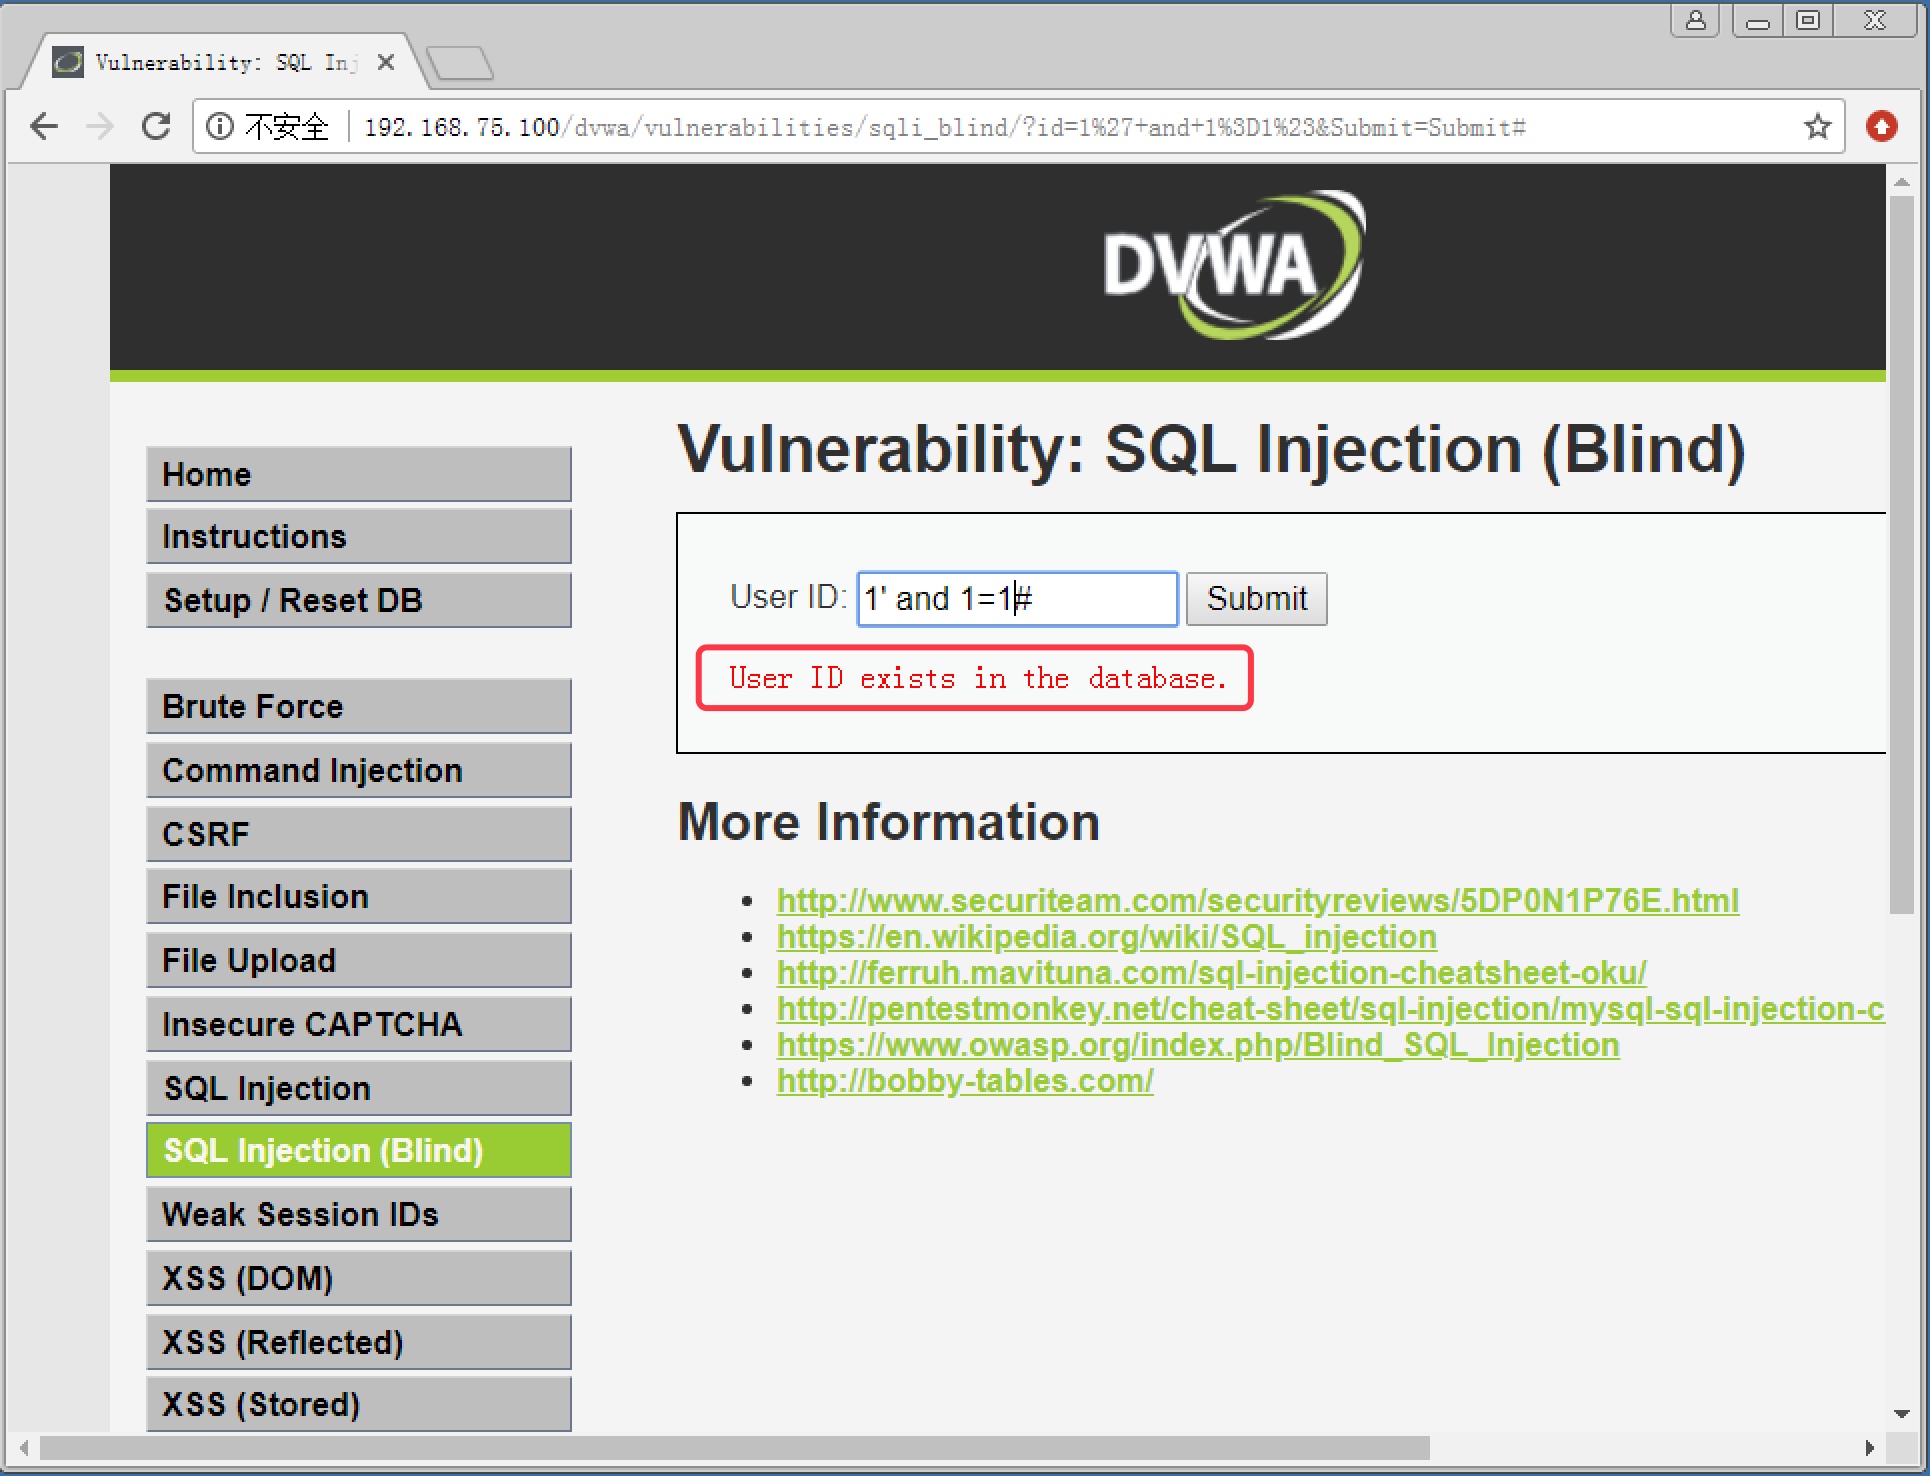 Vulnerability: SQL Inj
不安全 192.168.75.100/dvwa/vulnerabilities/sqli_blind/?id=1%27+and+1%3D1%23&Submit=Submit#
DVWA
Home
Instructions
Setup / Reset DB
Brute Force
Command Injection
CSRF
File Inclusion
File Upload
Insecure CAPTCHA
SQL Injection
SQL Injection (Blind)
Weak Session IDs
XSS (DOM)
XSS (Reflected)
XSS (Stored)
Vulnerability: SQL Injection (Blind)
User ID: 1' and 1=1# Submit
User ID exists in the database.
More Information
http://www.securiteam.com/securityreviews/5DP0N1P76E.html
https://en.wikipedia.org/wiki/SQL_injection
http://ferruh.mavituna.com/sql-injection-cheatsheet-oku/
http://pentestmonkey.net/cheat-sheet/sql-injection/mysql-sql-injection-c
https://www.owasp.org/index.php/Blind_SQL_Injection
http://bobby-tables.com/